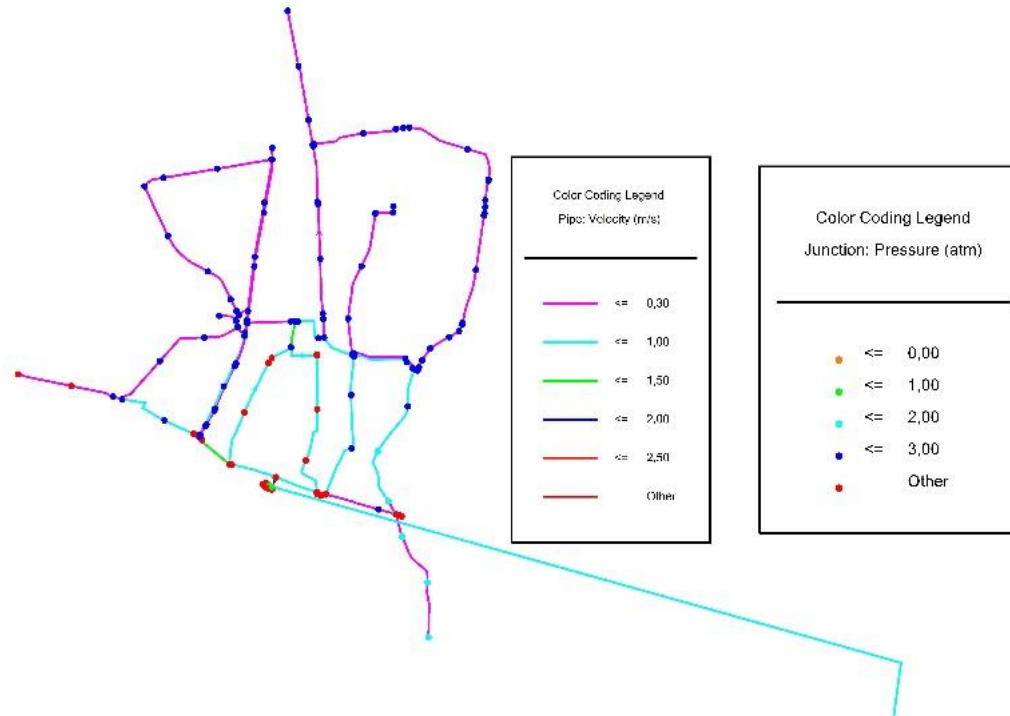 Color Coding Legend
Pipe: Velocity (m/s)
<= 0,30
<= 1,00
<= 1,50
<= 2,00
<= 2,50
Other
Color Coding Legend
Junction: Pressure (atm)
<= 0,00
<= 1,00
<= 2,00
<= 3,00
Other